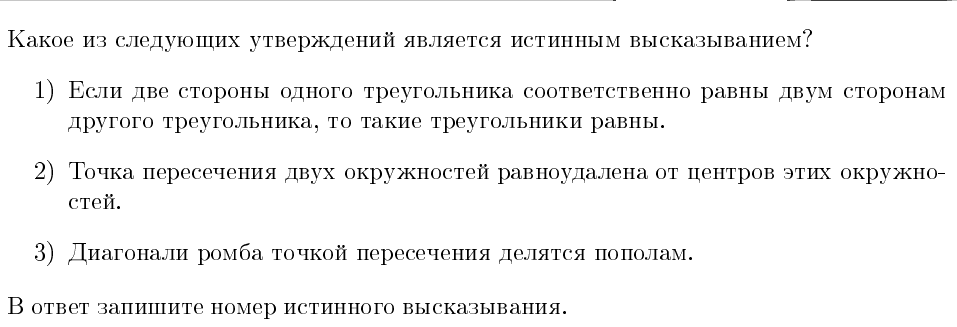 Какое из следующих утверждений является истинным высказыванием?
1) Если две стороны одного треугольника соответственно равны двум сторонам
другого треугольника, то такие треугольники равны.
2) Точка пересечения двух окружностей равноудалена от центров этих окружно-
стей.
3) Диагонали ромба точкой пересечения делятся пополам.
В ответ запишите номер истинного высказывания.